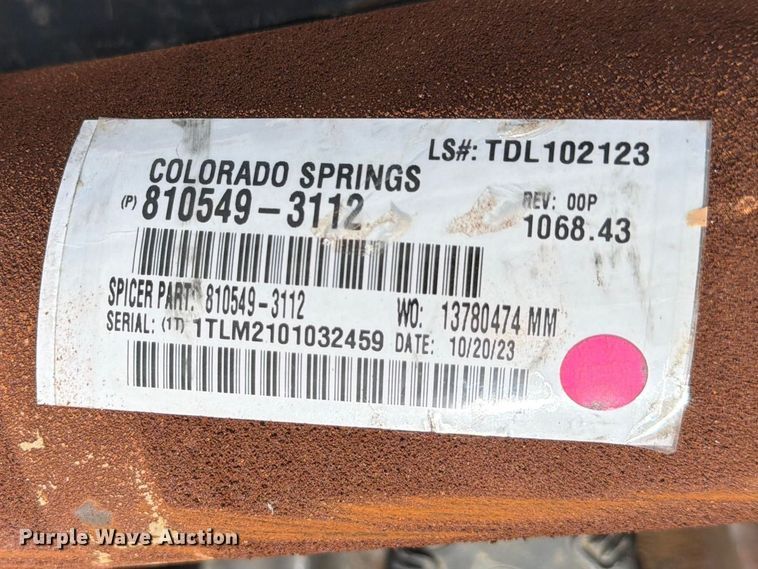 LS#: TDL102123
COLORADO SPRINGS
(P) 810549-3112
REV: 00P
1068.43
SPICER PART: 810549-3112
WO: 13780474 MM
SERIAL: (1T) 1TLM2101032459
DATE: 10/20/23
Purple Wave Auction